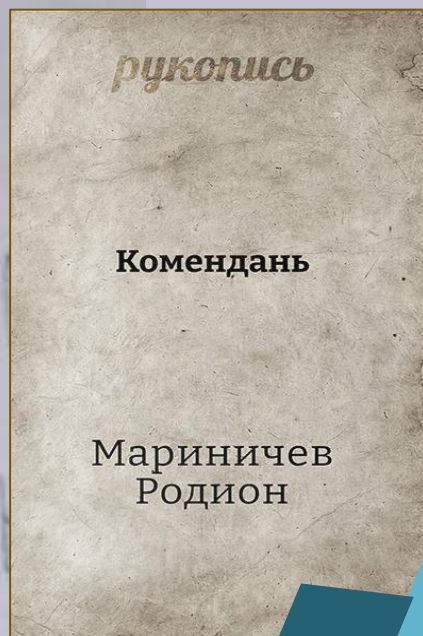 рукопись
Комендань
Мариничев
Родион